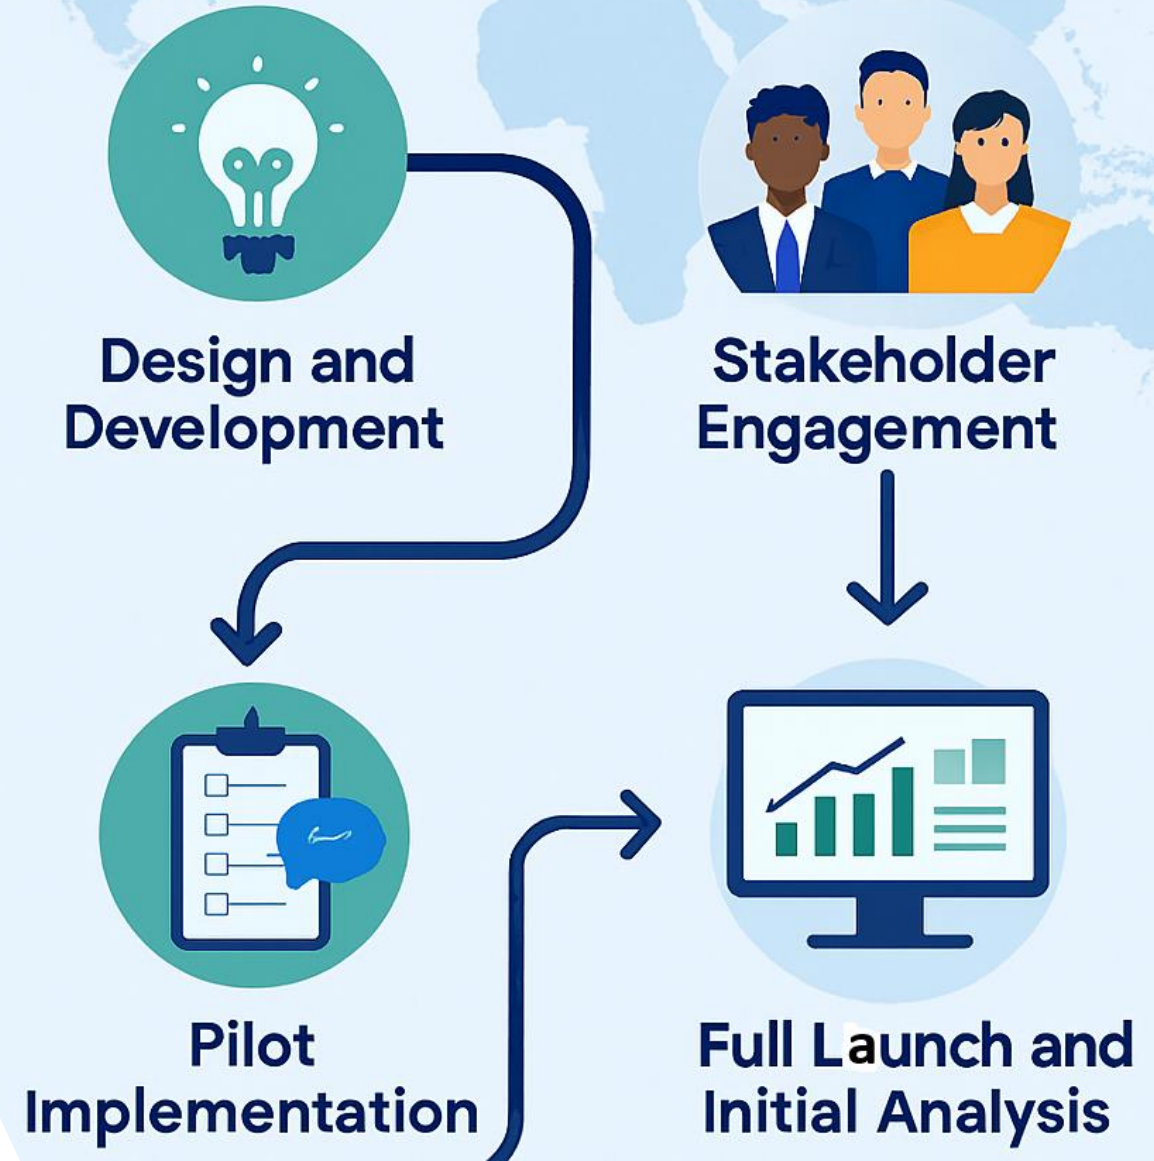 Design and
Development
Stakeholder
Engagement
Pilot
Implementation
Full Launch and
Initial Analysis